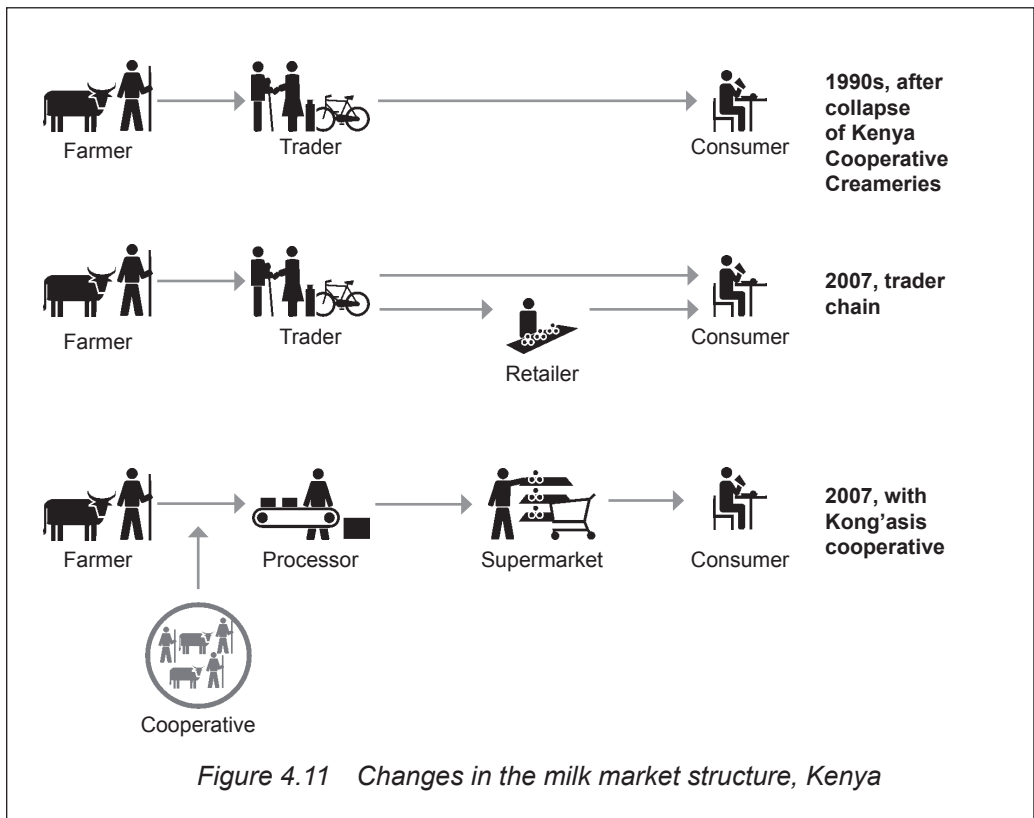 Farmer
Trader
Consumer
1990s, after
collapse
of Kenya
Cooperative
Creameries
Farmer
Trader
Retailer
Consumer
2007, trader
chain
Farmer
Processor
Supermarket
Consumer
2007, with
Kong'asis
cooperative
Cooperative
Figure 4.11 Changes in the milk market structure, Kenya